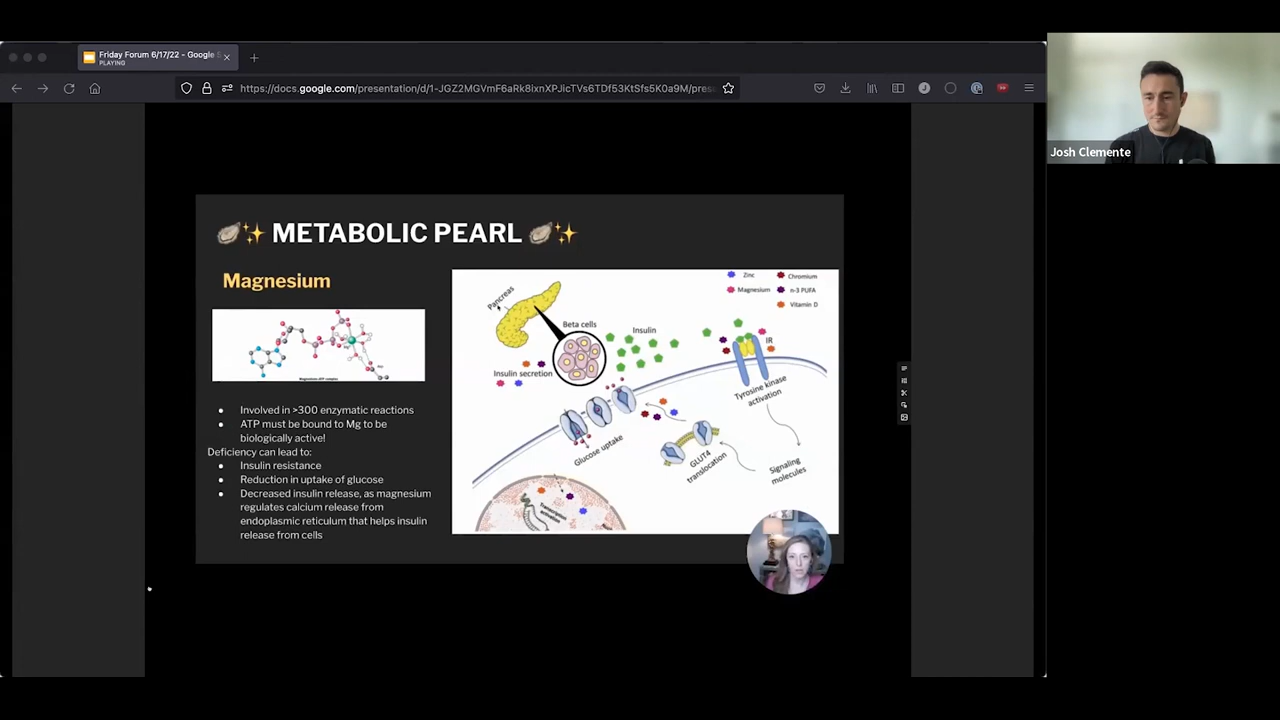 Friday Forum 6/17/22 - Google S
PLAYING
https://docs.google.com/presentation/d/1-JGZ2MGVmF6aRk8ixnXPJicTVs6TDf53KtSfs5K0a9M/pres
Josh Clemente
METABOLIC PEARL
Magnesium
Involved in >300 enzymatic reactions
ATP must be bound to Mg to be
biologically active!
Deficiency can lead to:
Insulin resistance
Reduction in uptake of glucose
Decreased insulin release, as magnesium
regulates calcium release from
endoplasmic reticulum that helps insulin
release from cells
Zinc
Chromium
Magnesium
n-3 PUFA
Vitamin D
Pancreas
Beta cells
Insulin
IR
Insulin secretion
Tyrosine kinase
activation
Glucose uptake
GLUT4
translocation
Signaling
molecules
Transcription
activation